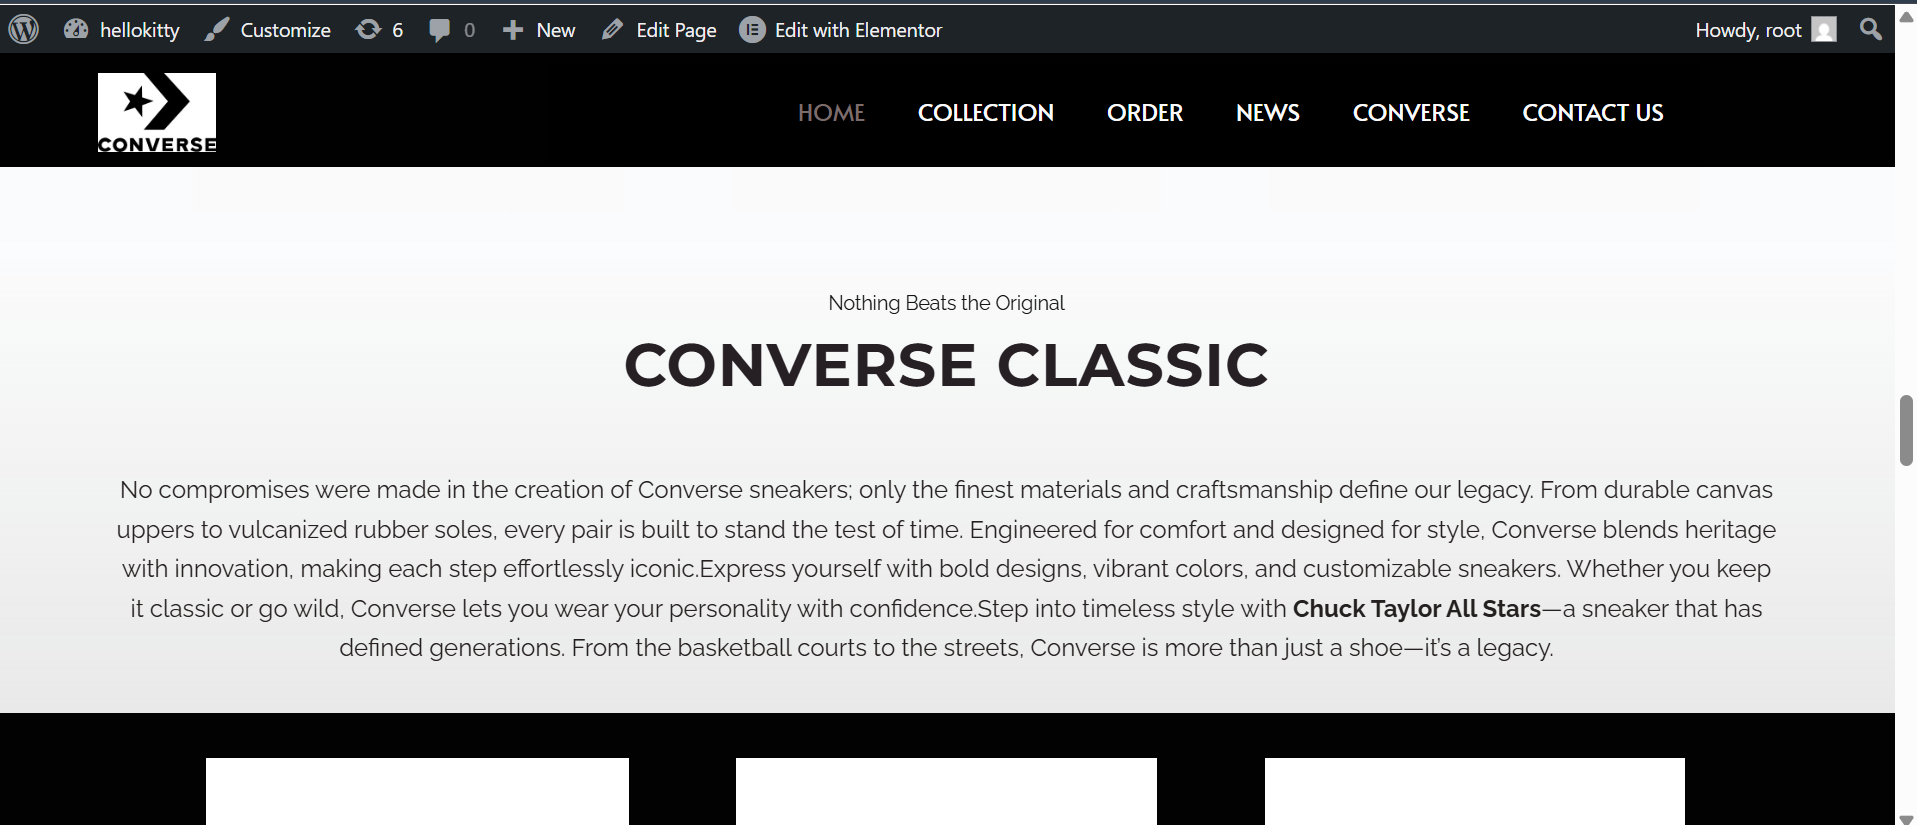 hellokitty Customize 6 0 New Edit Page Edit with Elementor Howdy, root
CONVERSE
HOME COLLECTION ORDER NEWS CONVERSE CONTACT US
Nothing Beats the Original
CONVERSE CLASSIC
No compromises were made in the creation of Converse sneakers; only the finest materials and craftsmanship define our legacy. From durable canvas
uppers to vulcanized rubber soles, every pair is built to stand the test of time. Engineered for comfort and designed for style, Converse blends heritage
with innovation, making each step effortlessly iconic.Express yourself with bold designs, vibrant colors, and customizable sneakers. Whether you keep
it classic or go wild, Converse lets you wear your personality with confidence.Step into timeless style with Chuck Taylor All Stars—a sneaker that has
defined generations. From the basketball courts to the streets, Converse is more than just a shoe—it’s a legacy.